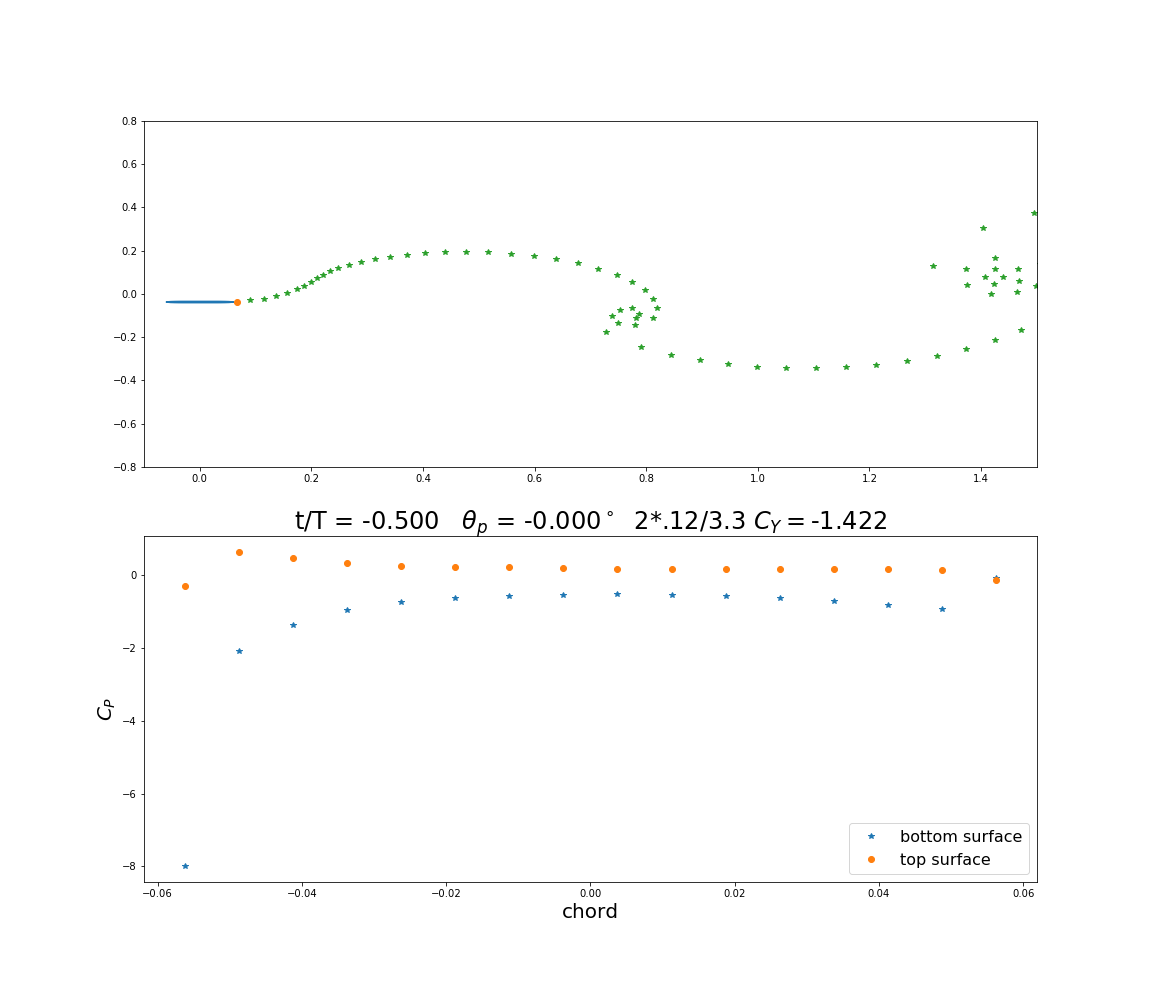 0.8
0.6
0.4
0.2
0.0
−0.2
−0.4
−0.6
−0.8
0.0 0.2 0.4 0.6 0.8 1.0 1.2 1.4
t/T = -0.500 θp = -0.000° 2*.12/3.3 CY = -1.422
0
−2
−4
−6
−8
CP
bottom surface
top surface
−0.06 −0.04 −0.02 0.00 0.02 0.04 0.06
chord